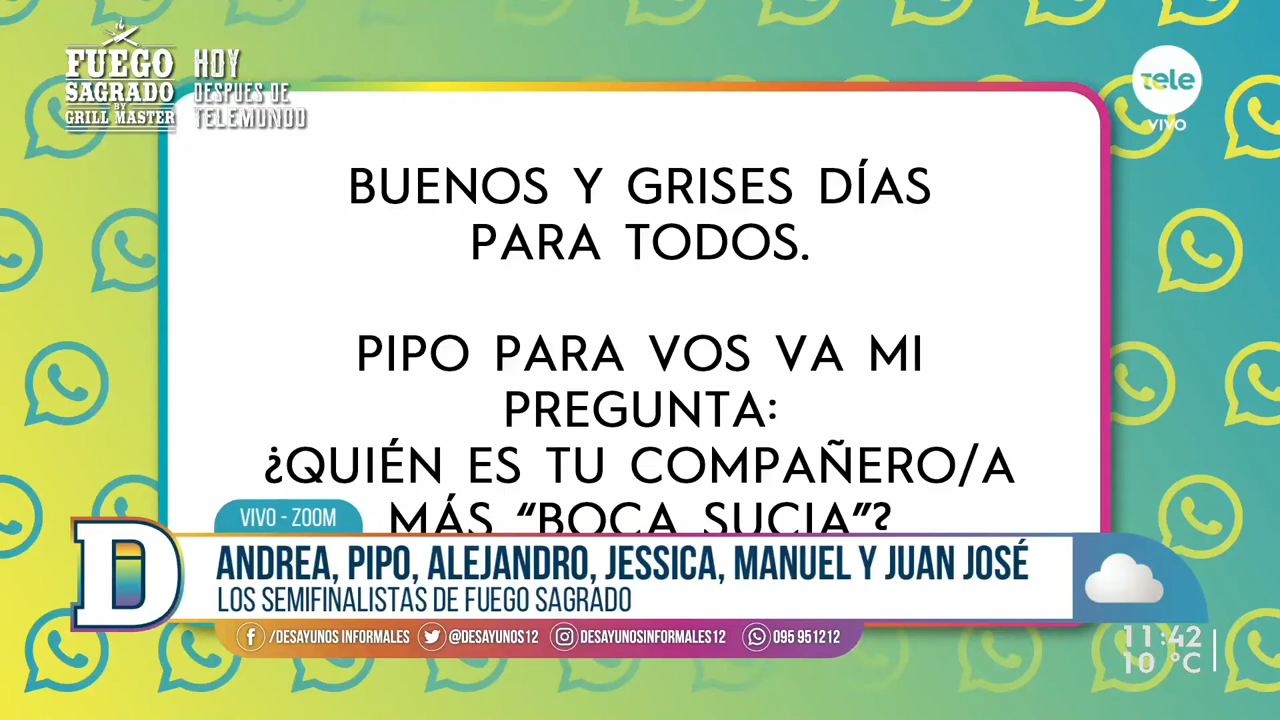 FUEGO
SAGRADO
BY
GRILL MASTER
HOY
DESPUES DE
TELEMUNDO
tele
VIVO
BUENOS Y GRISES DÍAS
PARA TODOS.
PIPO PARA VOS VA MI
PREGUNTA:
¿QUIÉN ES TU COMPAÑERO/A
MÁS “BOCA SUCIA”?
VIVO - ZOOM
D
ANDREA, PIPO, ALEJANDRO, JESSICA, MANUEL Y JUAN JOSÉ
LOS SEMIFINALISTAS DE FUEGO SAGRADO
/DESAYUNOS INFORMALES @DESAYUNOS12 DESAYUNOSINFORMALES12 095 951212
11:42
10 °C